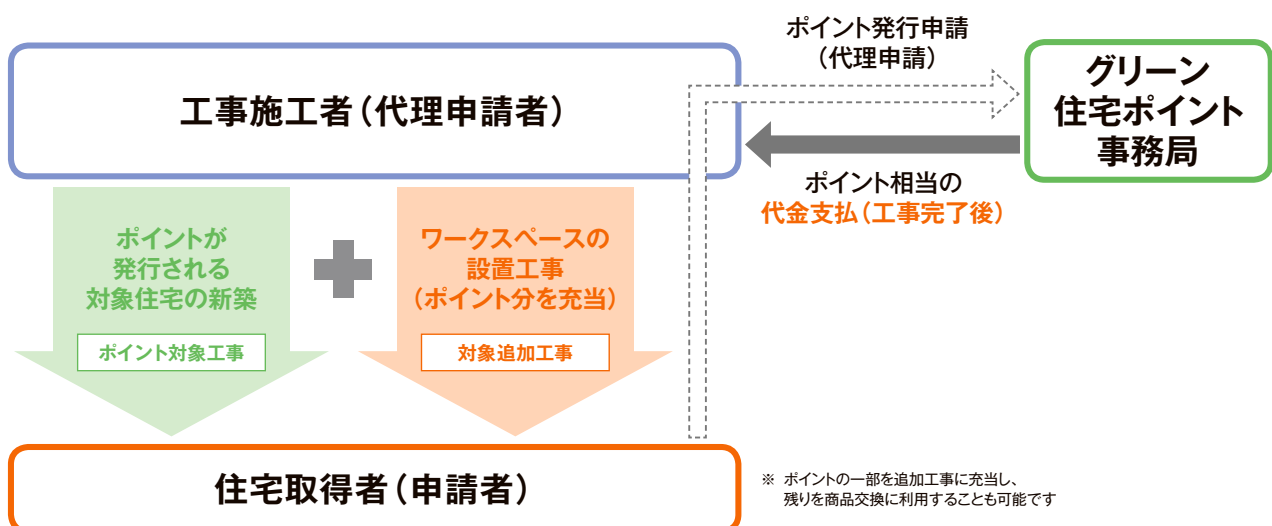 ポイント発行申請
（代理申請）
工事施工者（代理申請者）
グリーン
住宅ポイント
事務局
ポイント相当の
代金支払（工事完了後）
ポイントが
発行される
対象住宅の新築
ポイント対象工事
ワークスペースの
設置工事
（ポイント分を充当）
対象追加工事
住宅取得者（申請者）
※ ポイントの一部を追加工事に充当し、
残りを商品交換に利用することも可能です